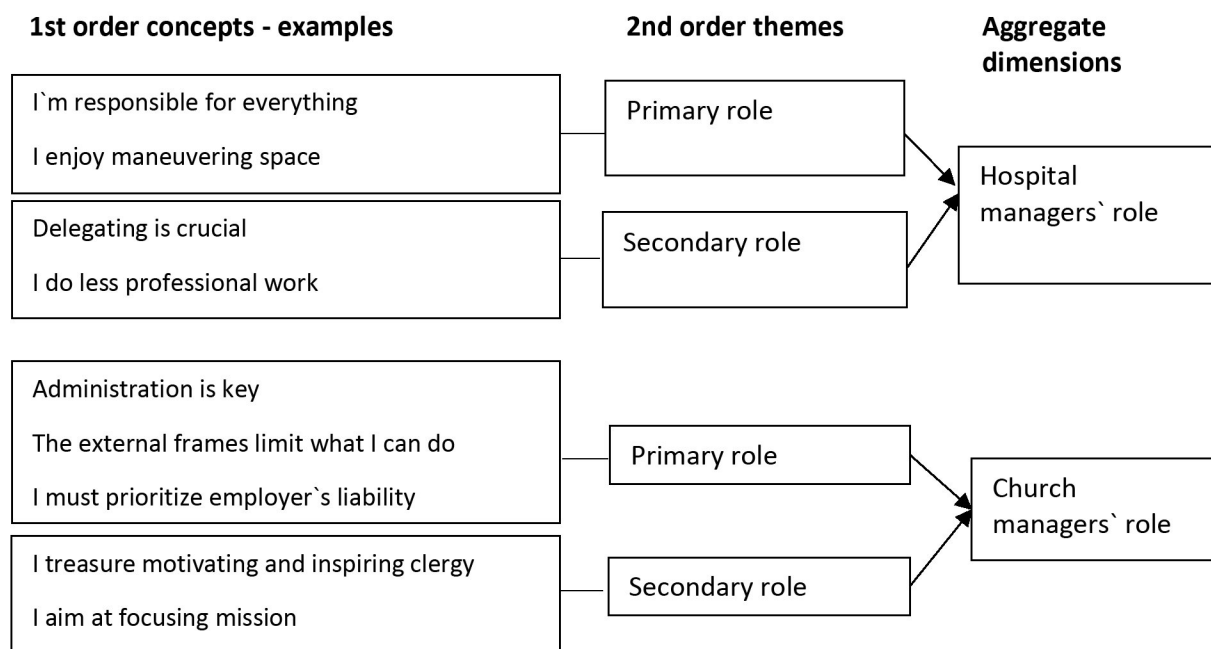 1st order concepts - examples
2nd order themes
Aggregate
dimensions
I`m responsible for everything
I enjoy maneuvering space
Primary role
Delegating is crucial
I do less professional work
Secondary role
Hospital
managers` role
Administration is key
The external frames limit what I can do
I must prioritize employer`s liability
Primary role
I treasure motivating and inspiring clergy
I aim at focusing mission
Secondary role
Church
managers` role